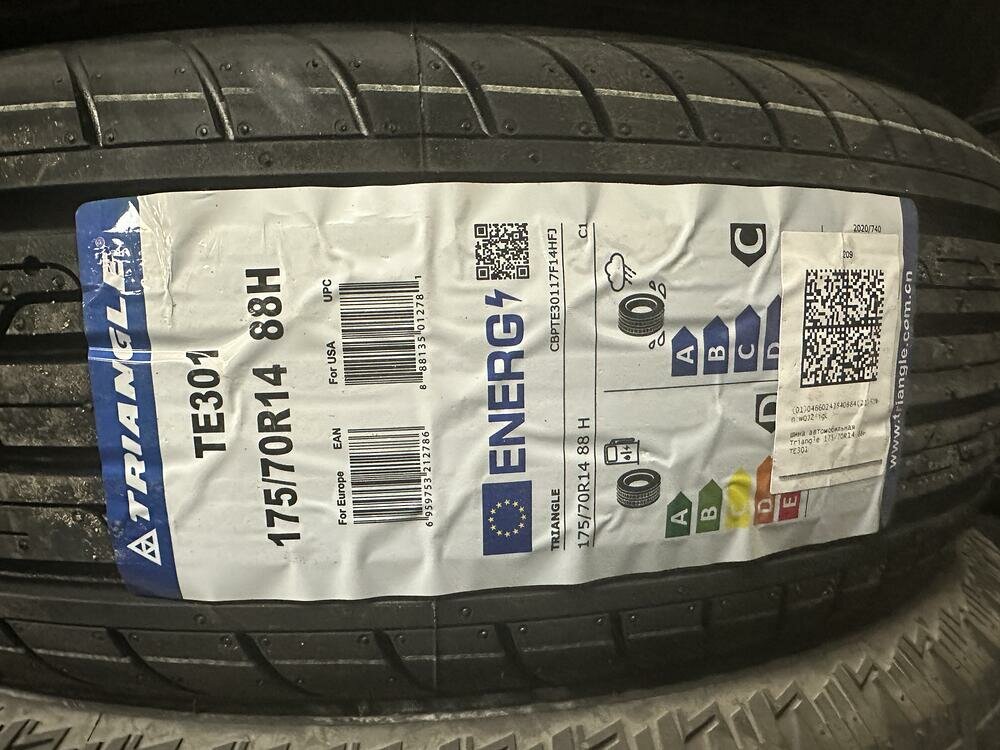 TRIANGLE
TE301
175/70R14 88H
For USA UPC
8 88135 01278 1
For Europe EAN
6 959753 212786
ENERG
TRIANGLE CBPTE30117F14HFJ
175/70R14 88 H C1
A
B
C
D
E
D
A
B
C
D
C
2020/740
209
шина автомобильная
Triangle 175/70R14 88H
TE301
www.triangle.com.cn